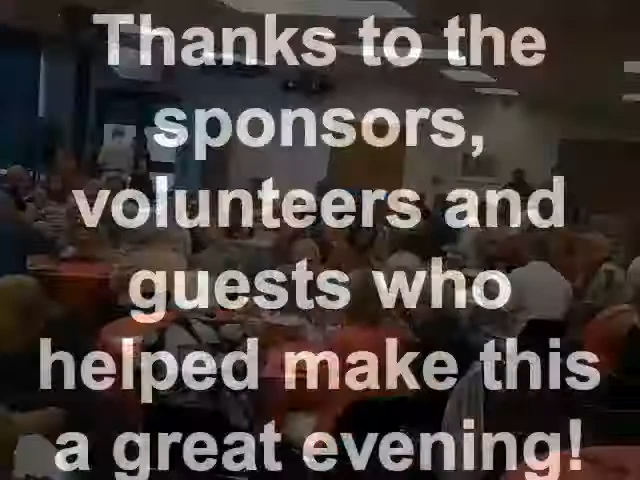 Thanks to the
sponsors,
volunteers and
guests who
helped make this
a great evening!